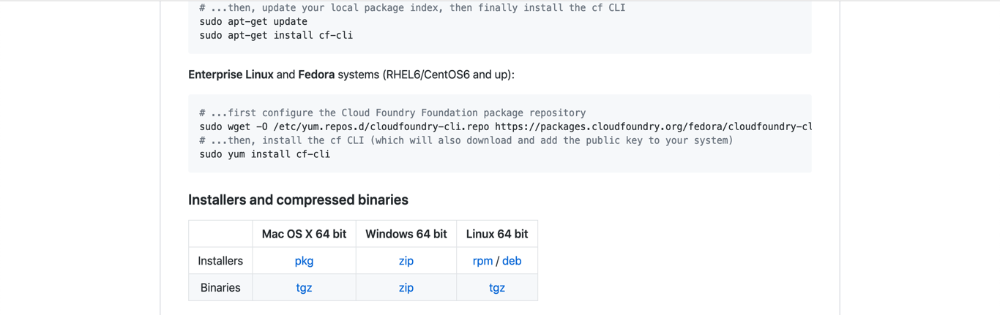 # ...then, update your local package index, then finally install the cf CLI
sudo apt-get update
sudo apt-get install cf-cli
Enterprise Linux and Fedora systems (RHEL6/CentOS6 and up):
# ...first configure the Cloud Foundry Foundation package repository
sudo wget -O /etc/yum.repos.d/cloudfoundry-cli.repo https://packages.cloudfoundry.org/fedora/cloudfoundry-cl
# ...then, install the cf CLI (which will also download and add the public key to your system)
sudo yum install cf-cli
Installers and compressed binaries
Mac OS X 64 bit Windows 64 bit Linux 64 bit
Installers pkg zip rpm / deb
Binaries tgz zip tgz